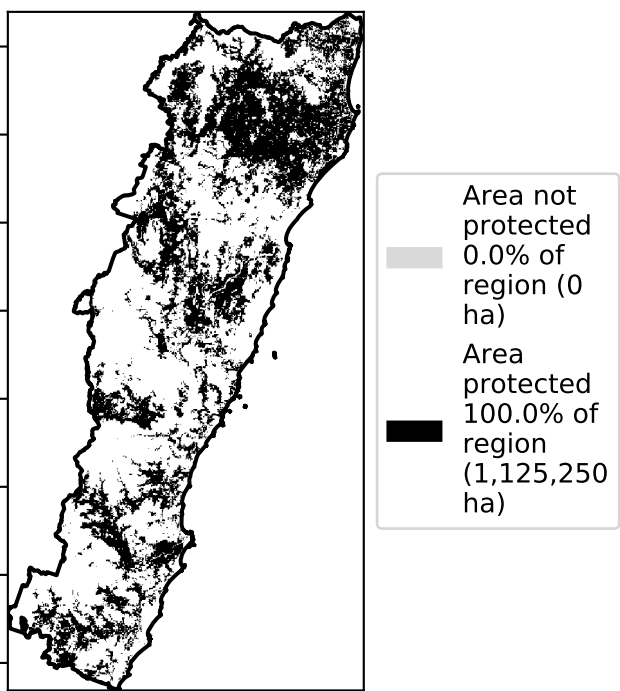 Area not
protected
0.0% of
region (0
ha)
Area
protected
100.0% of
region
(1,125,250
ha)